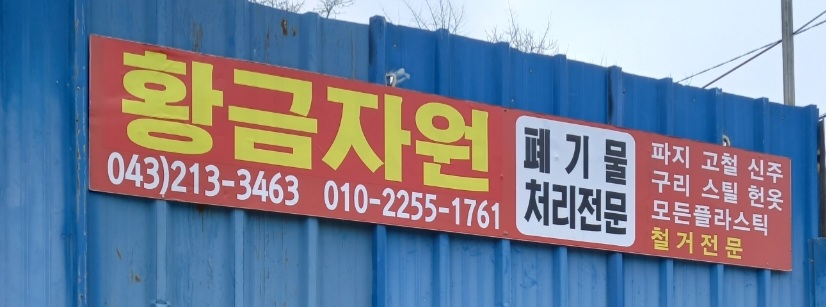 황금자원
043)213-3463 010-2255-1761
폐기물
처리전문
파지 고철 신주
구리 스틸 헌옷
모든플라스틱
철거전문